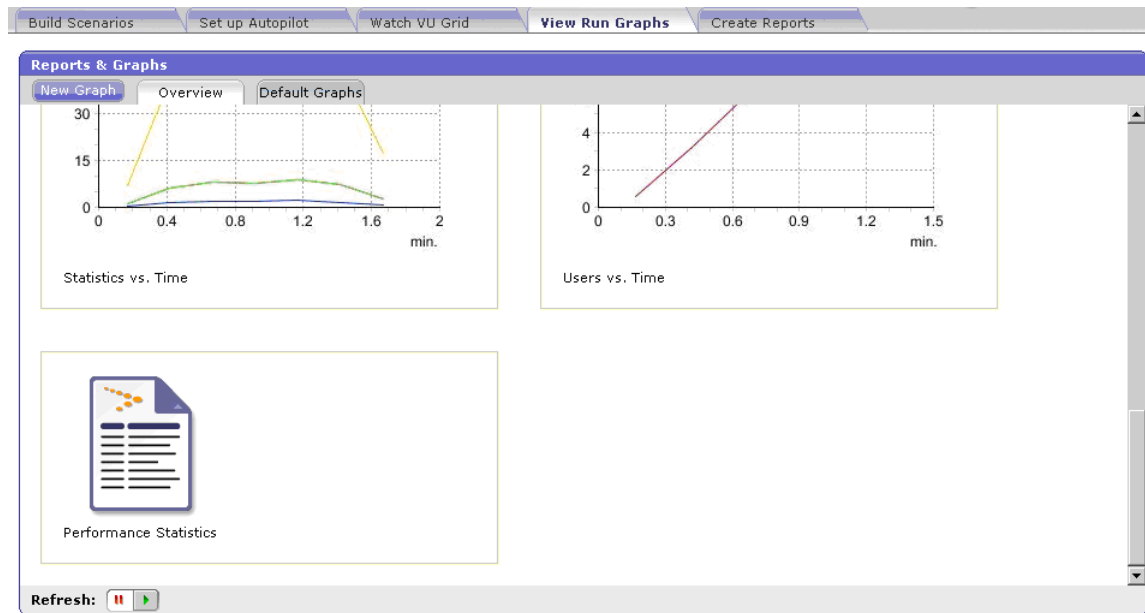 Build Scenarios Set up Autopilot Watch VU Grid View Run Graphs Create Reports
Reports & Graphs
New Graph Overview Default Graphs
30
15
0
0 0.4 0.8 1.2 1.6 2
min.
Statistics vs. Time
4
2
0
0 0.3 0.6 0.9 1.2 1.5
min.
Users vs. Time
Performance Statistics
Refresh: